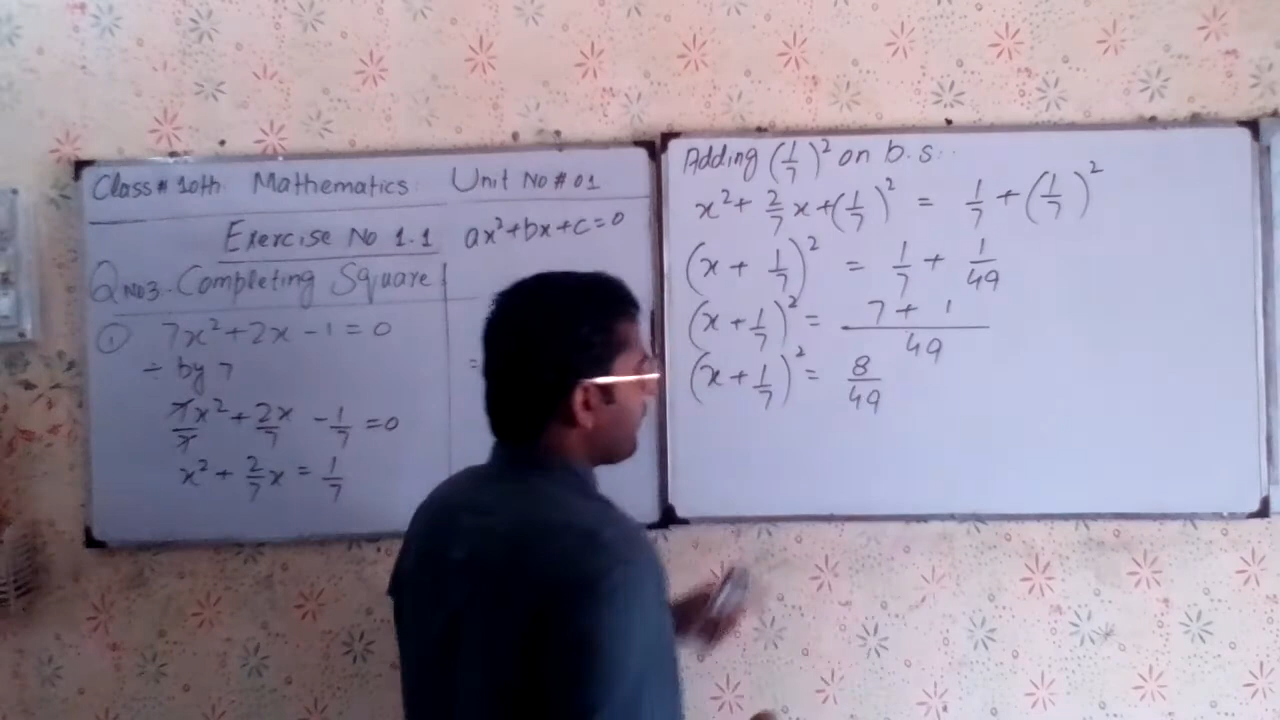 Class# 10th. Mathematics. Unit No # 01
Exercise No 1.1 ax²+bx+c=0
QNo3. Completing Square
① 7x²+2x-1=0
÷ by 7
7x²/7 + 2x/7 - 1/7 = 0
x² + 2/7 x = 1/7
=
Adding (1/7)² on b.s..
x² + 2/7 x + (1/7)² = 1/7 + (1/7)²
(x + 1/7)² = 1/7 + 1/49
(x + 1/7)² = 7+1/49
(x + 1/7)² = 8/49